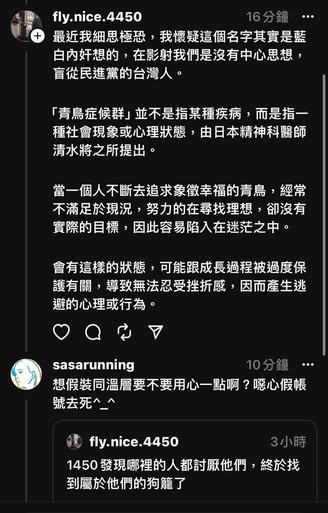 fly.nice.4450
16分鐘
最近我細思極恐，我懷疑這個名字其實是藍
白內奸想的，在影射我們是沒有中心思想，
盲從民進黨的台灣人。
「青鳥症候群」並不是指某種疾病，而是指一
種社會現象或心理狀態，由日本精神科醫師
清水將之所提出。
當一個人不斷去追求象徵幸福的青鳥，經常
不滿足於現況，努力的在尋找理想，卻沒有
實際的目標，因此容易陷入在迷茫之中。
會有這樣的狀態，可能跟成長過程被過度保
護有關，導致無法忍受挫折感，因而產生逃
避的心理或行為。
sasarunning
10分鐘
想假裝同溫層要不要用心一點啊？噁心假帳
號去死^_^
fly.nice.4450
3小時
1450發現哪裡的人都討厭他們，終於找
到屬於他們的狗籠了